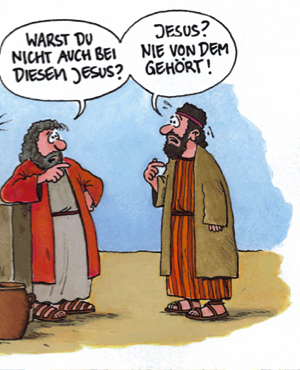 WARST DU
NICHT AUCH BEI
DIESEM JESUS?
JESUS?
NIE VON DEM
GEHÖRT!